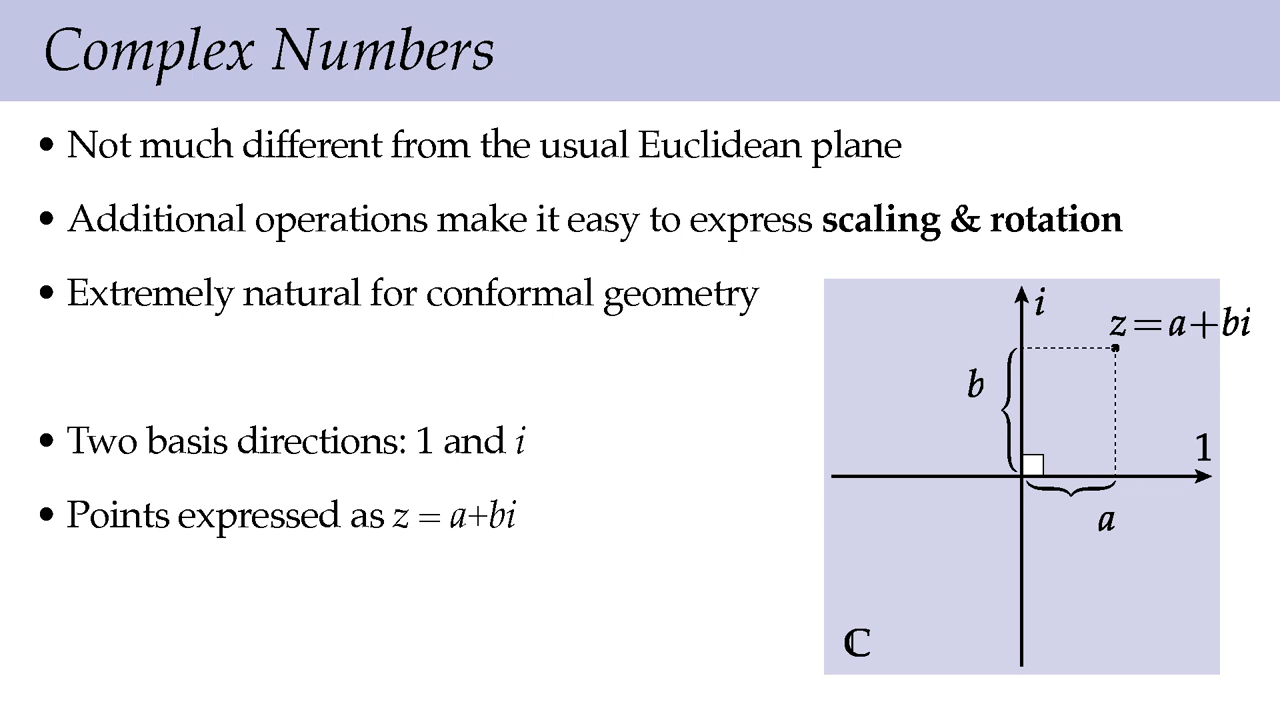 Complex Numbers
• Not much different from the usual Euclidean plane
• Additional operations make it easy to express scaling & rotation
• Extremely natural for conformal geometry
• Two basis directions: 1 and i
• Points expressed as z = a+bi
i
z=a+bi
b
1
a
ℂ